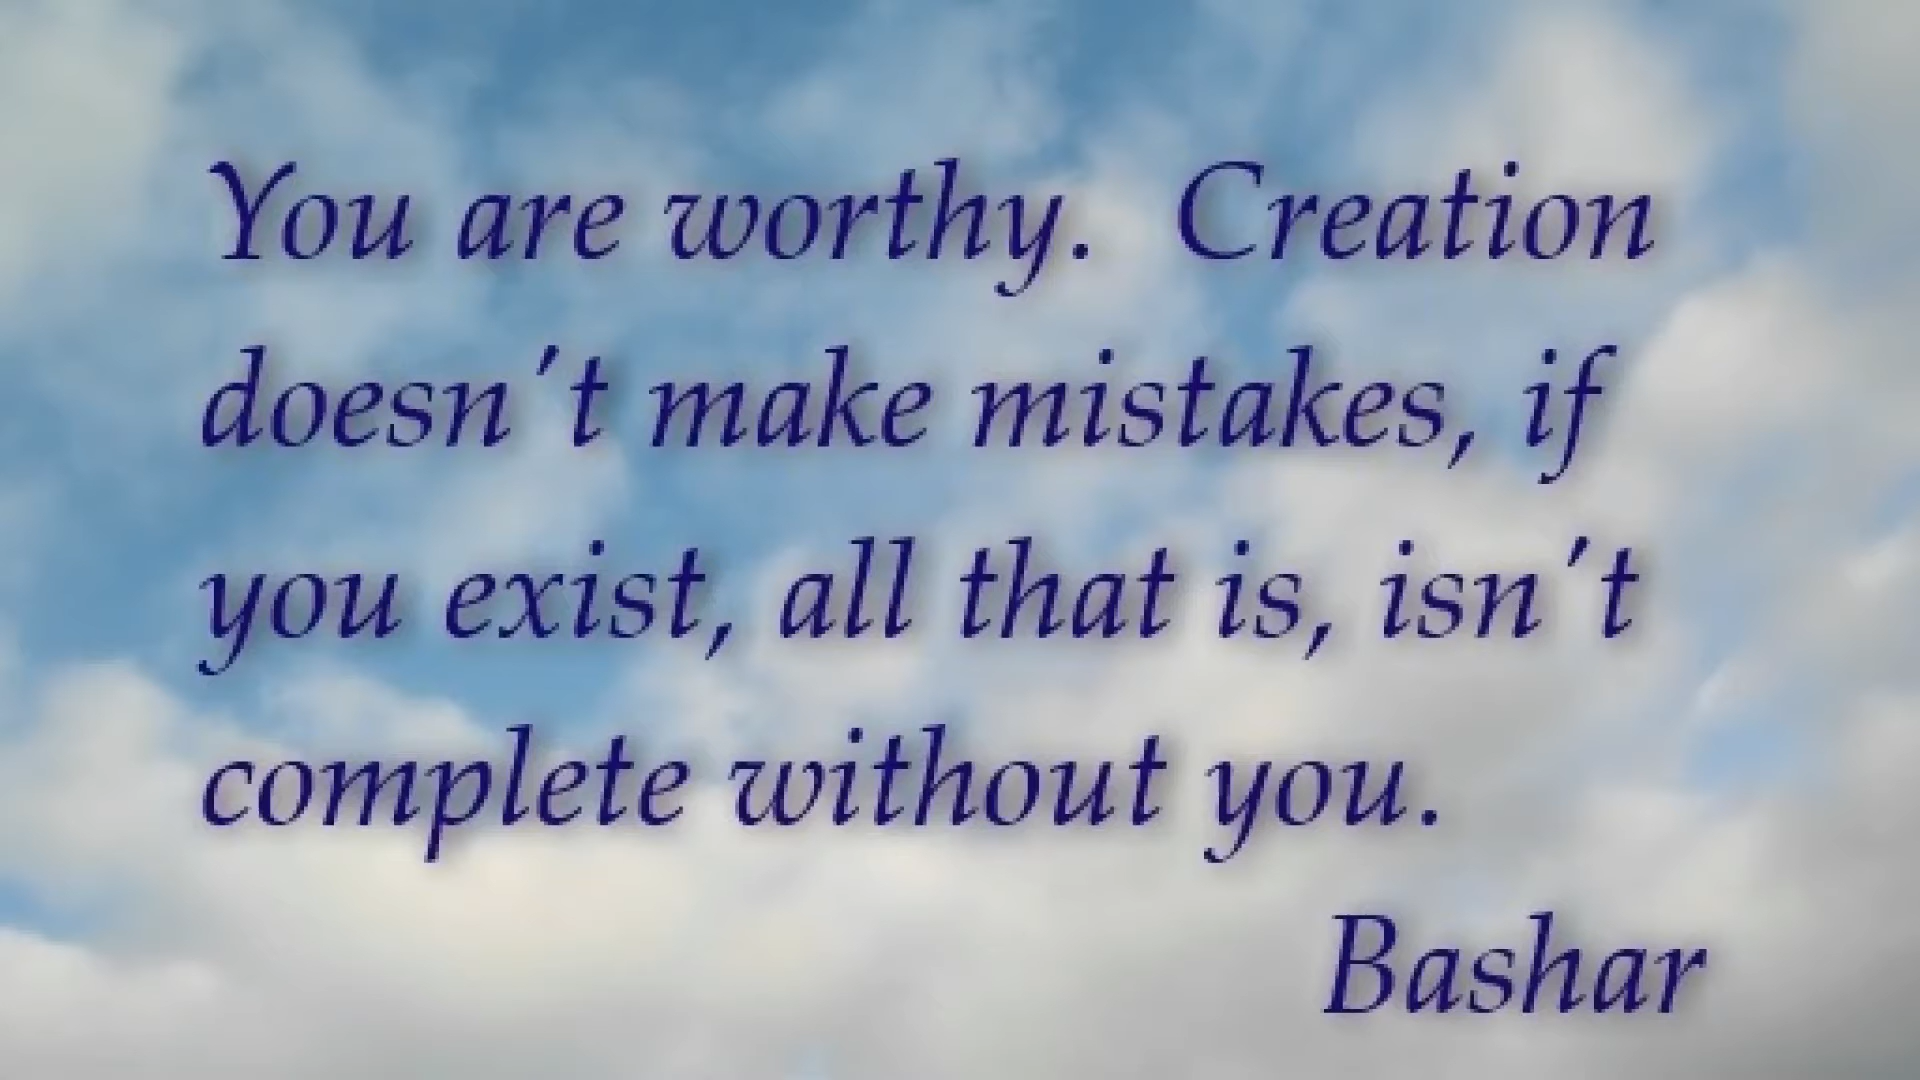 You are worthy.  Creation
doesn't make mistakes, if
you exist, all that is, isn't
complete without you.
Bashar